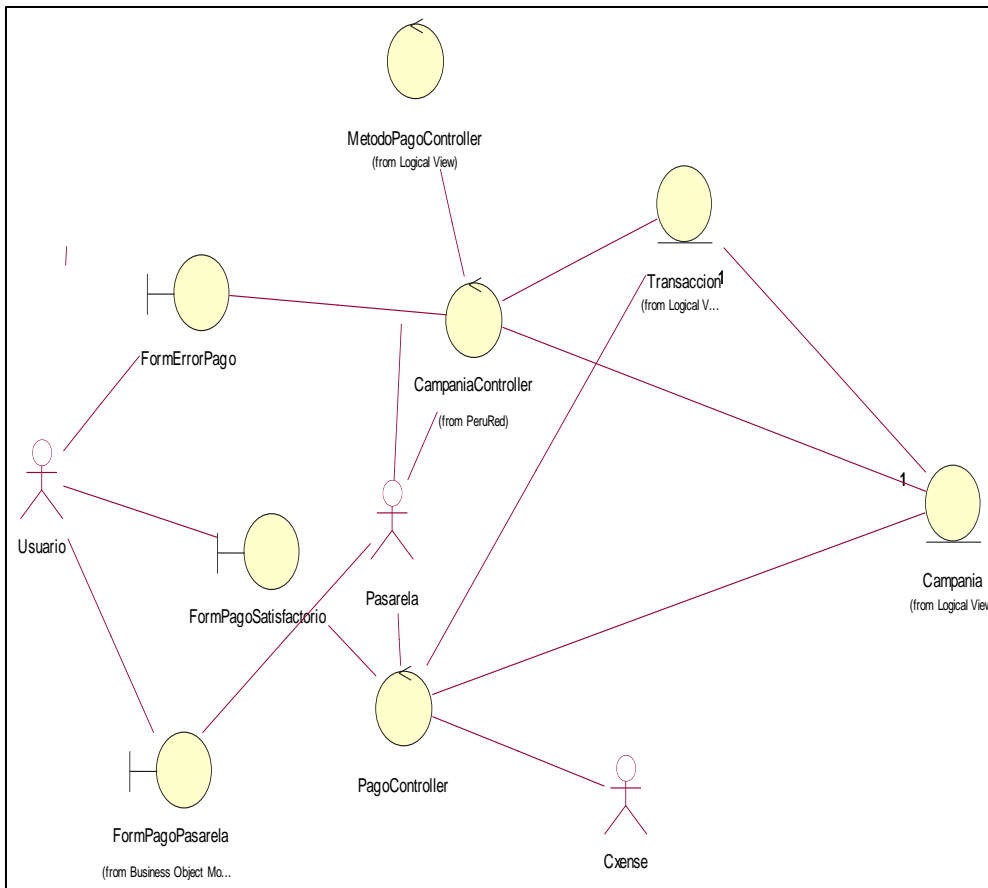 MetodoPagoController
(from Logical View)
Transaccion
1
(from Logical V...
FormErrorPago
CampaniaController
(from PeruRed)
1
Usuario
Pasarela
Campania
(from Logical View
FormPagoSatisfactorio
PagoController
FormPagoPasarela
(from Business Object Mo...
Cxense